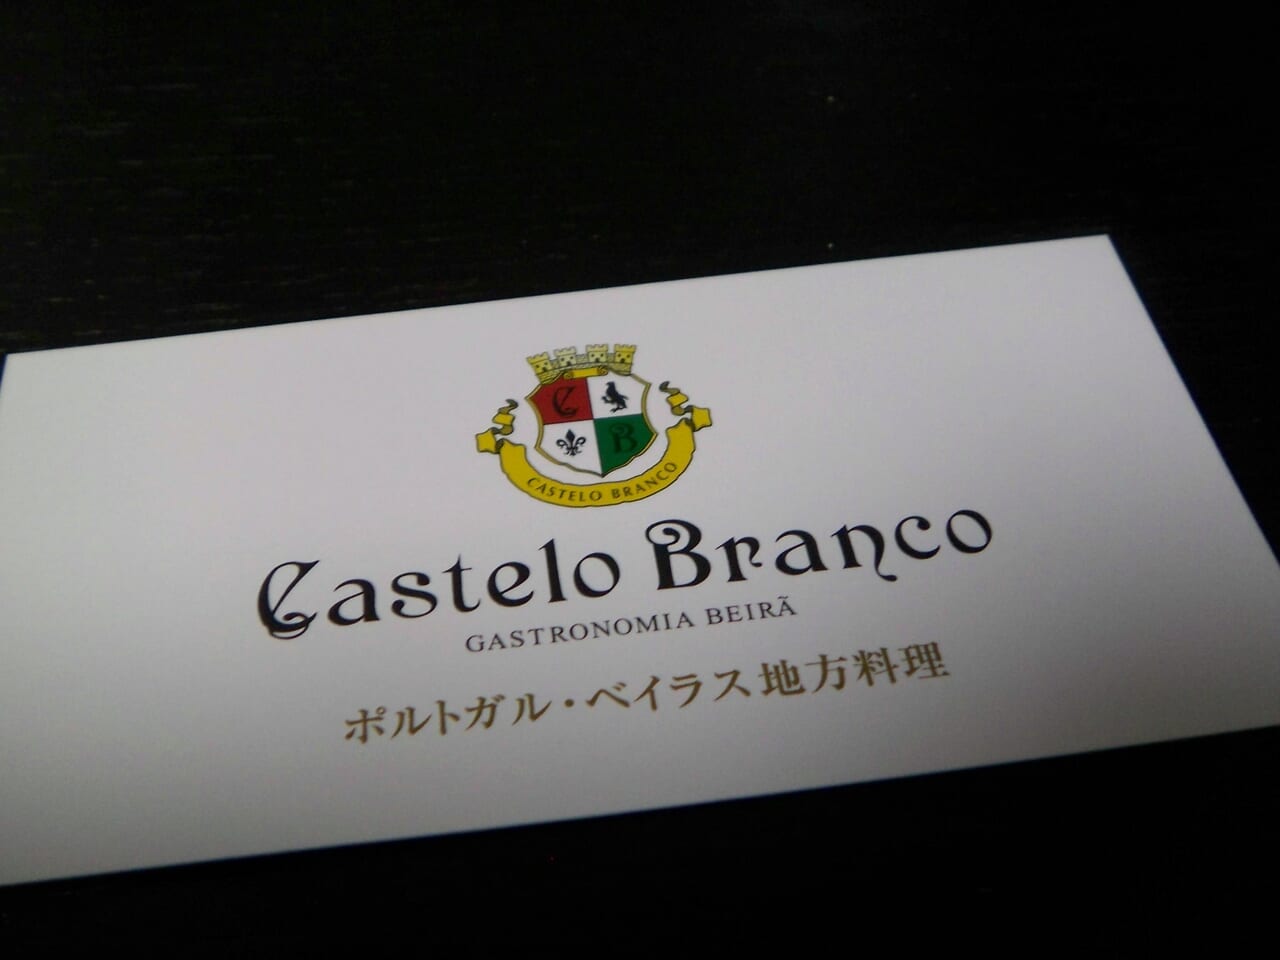 C
B
CASTELO BRANCO
Castelo Branco
GASTRONOMIA BEIRÃ
ポルトガル・ベイラス地方料理